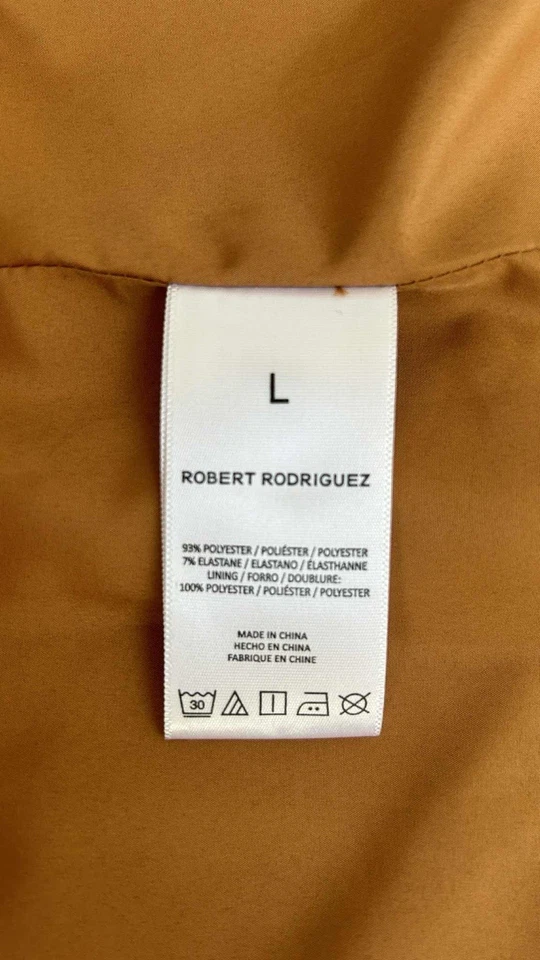 L
ROBERT RODRIGUEZ
93% POLYESTER / POLIÉSTER / POLYESTER
7% ELASTANE / ELASTANO / ÉLASTHANNE
LINING / FORRO / DOUBLURE:
100% POLYESTER / POLIÉSTER / POLYESTER
MADE IN CHINA
HECHO EN CHINA
FABRIQUE EN CHINE
30